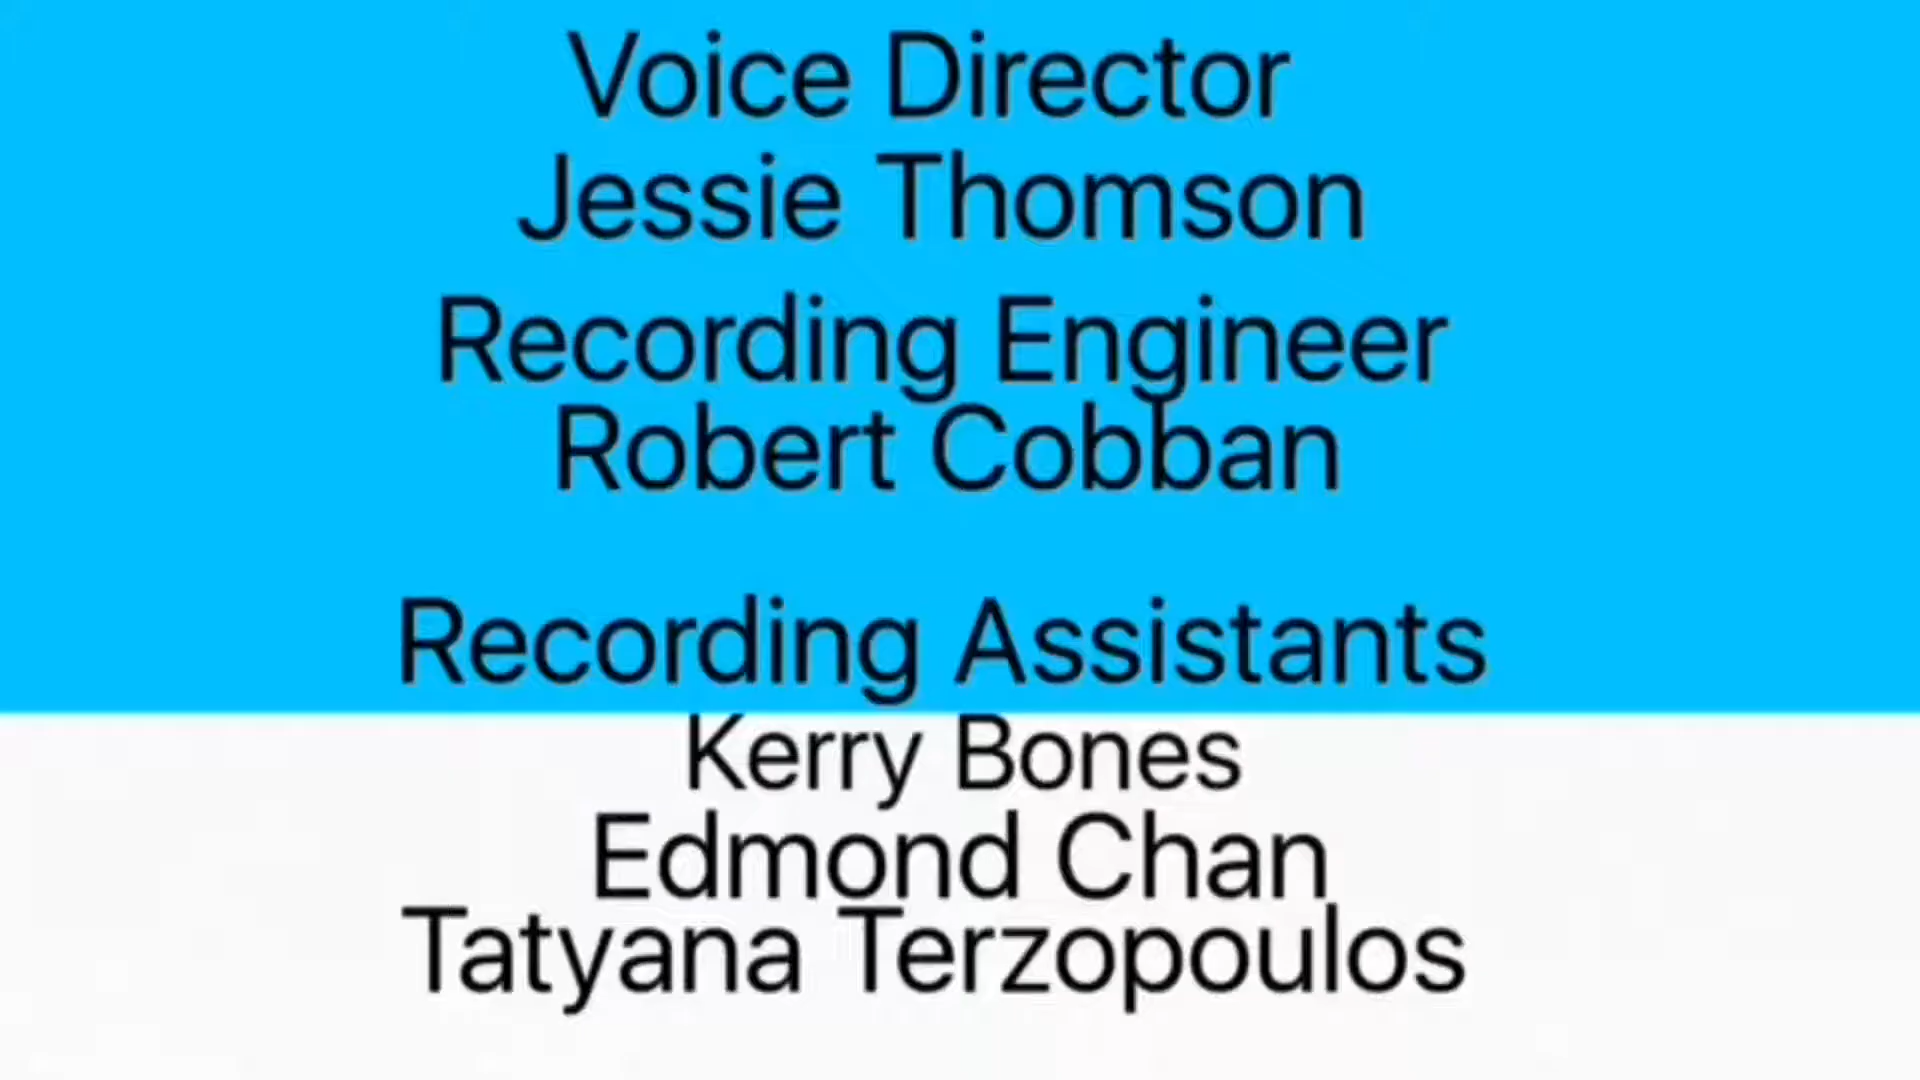 Voice Director
Jessie Thomson
Recording Engineer
Robert Cobban
Recording Assistants
Kerry Bones
Edmond Chan
Tatyana Terzopoulos